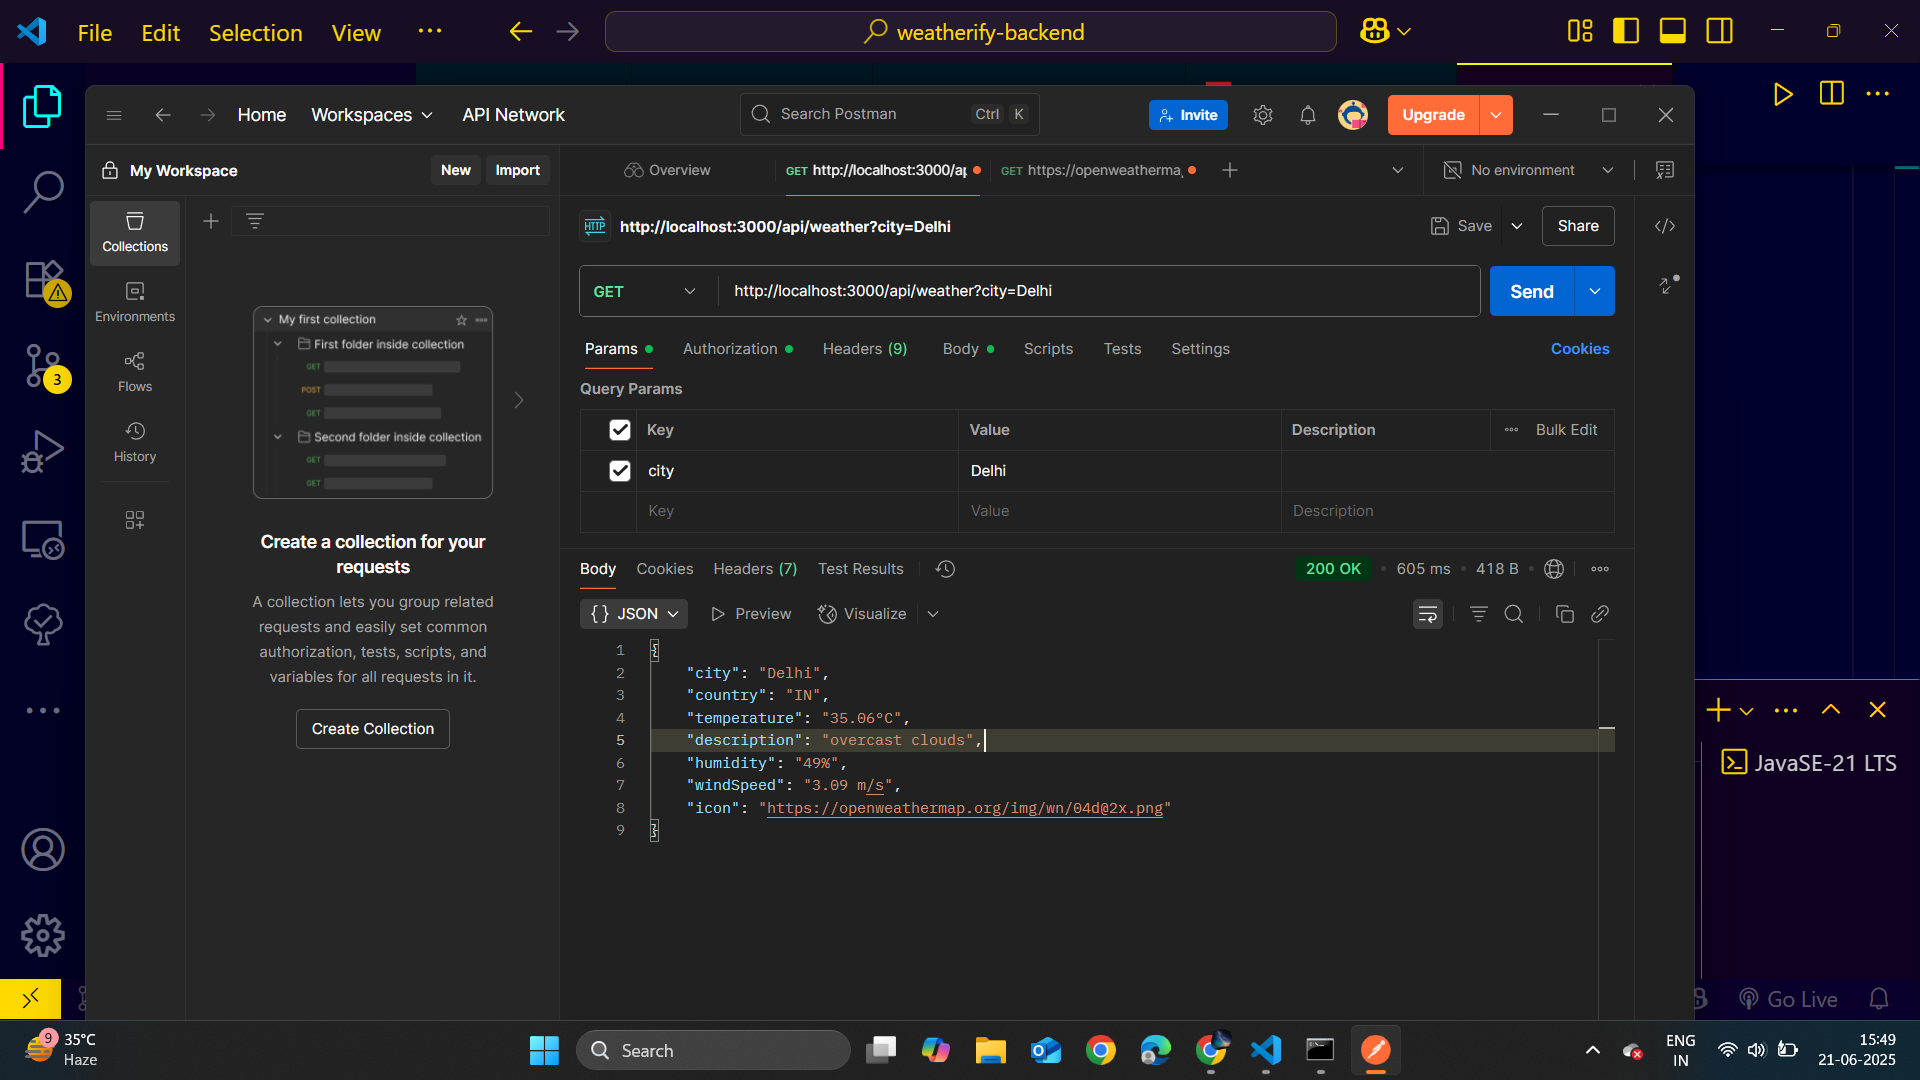 File Edit Selection View ···
weatherify-backend
Home Workspaces API Network
Search Postman Ctrl K
Invite
Upgrade
My Workspace New Import
Overview
GET http://localhost:3000/ap
GET https://openweatherma
No environment
Collections
Environments
Flows
History
My first collection
First folder inside collection
GET
POST
GET
Second folder inside collection
GET
GET
Create a collection for your
requests
A collection lets you group related
requests and easily set common
authorization, tests, scripts, and
variables for all requests in it.
Create Collection
HTTP http://localhost:3000/api/weather?city=Delhi
Save Share
GET http://localhost:3000/api/weather?city=Delhi
Send
Params Authorization Headers (9) Body Scripts Tests Settings Cookies
Query Params
Key Value Description Bulk Edit
city Delhi
Key Value Description
Body Cookies Headers (7) Test Results
200 OK • 605 ms • 418 B
{} JSON Preview Visualize
1 {
2 "city": "Delhi",
3 "country": "IN",
4 "temperature": "35.06°C",
5 "description": "overcast clouds",
6 "humidity": "49%",
7 "windSpeed": "3.09 m/s",
8 "icon": "https://openweathermap.org/img/wn/04d@2x.png"
9 }
3
JavaSE-21 LTS
Go Live
9
35°C
Haze
Search
ENG
IN
15:49
21-06-2025